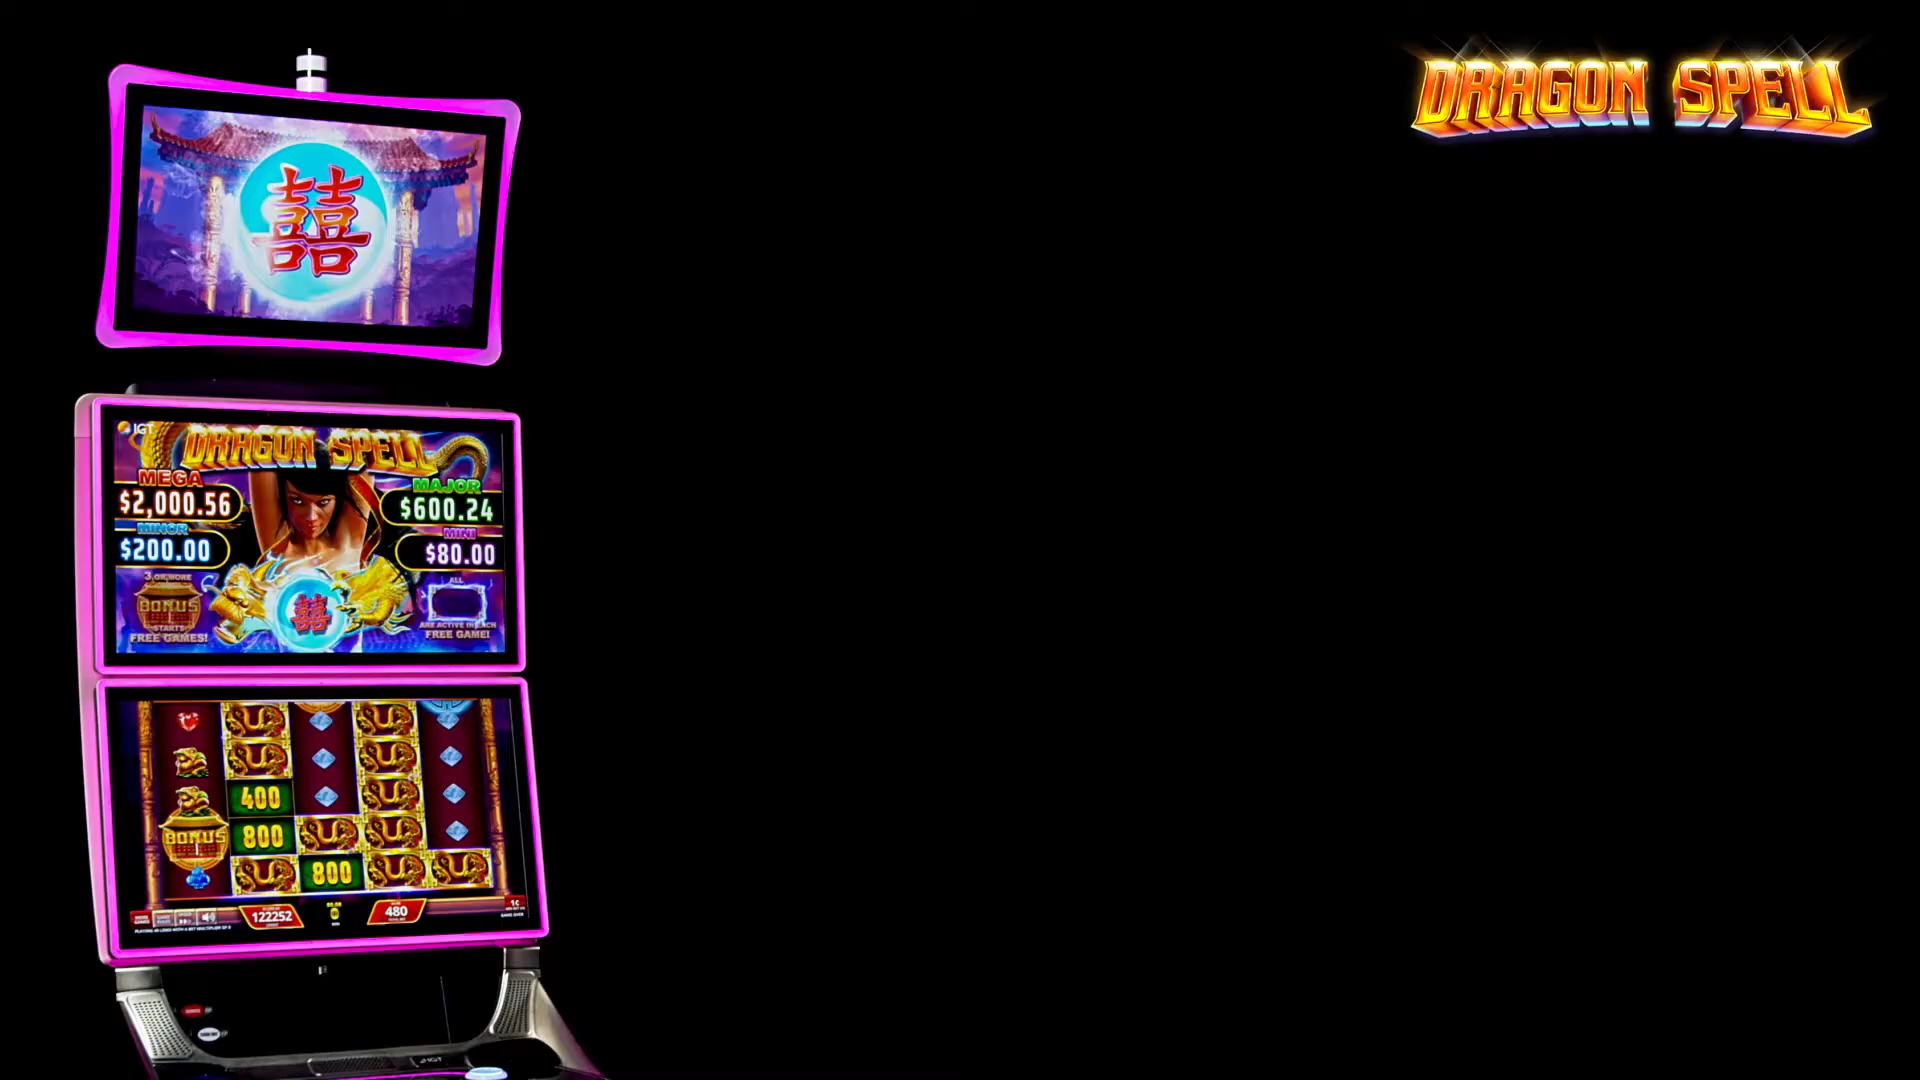 DRAGON SPELL
囍
IGT
DRAGON SPELL
MEGA
$2,000.56
MAJOR
$600.24
MINOR
$200.00
MINI
$80.00
3 OR MORE
BONUS
STARTS
FREE GAMES!
囍
ALL
ARE ACTIVE IN EACH
FREE GAME!
400
BONUS
800
800
122252
480
1¢
IGT